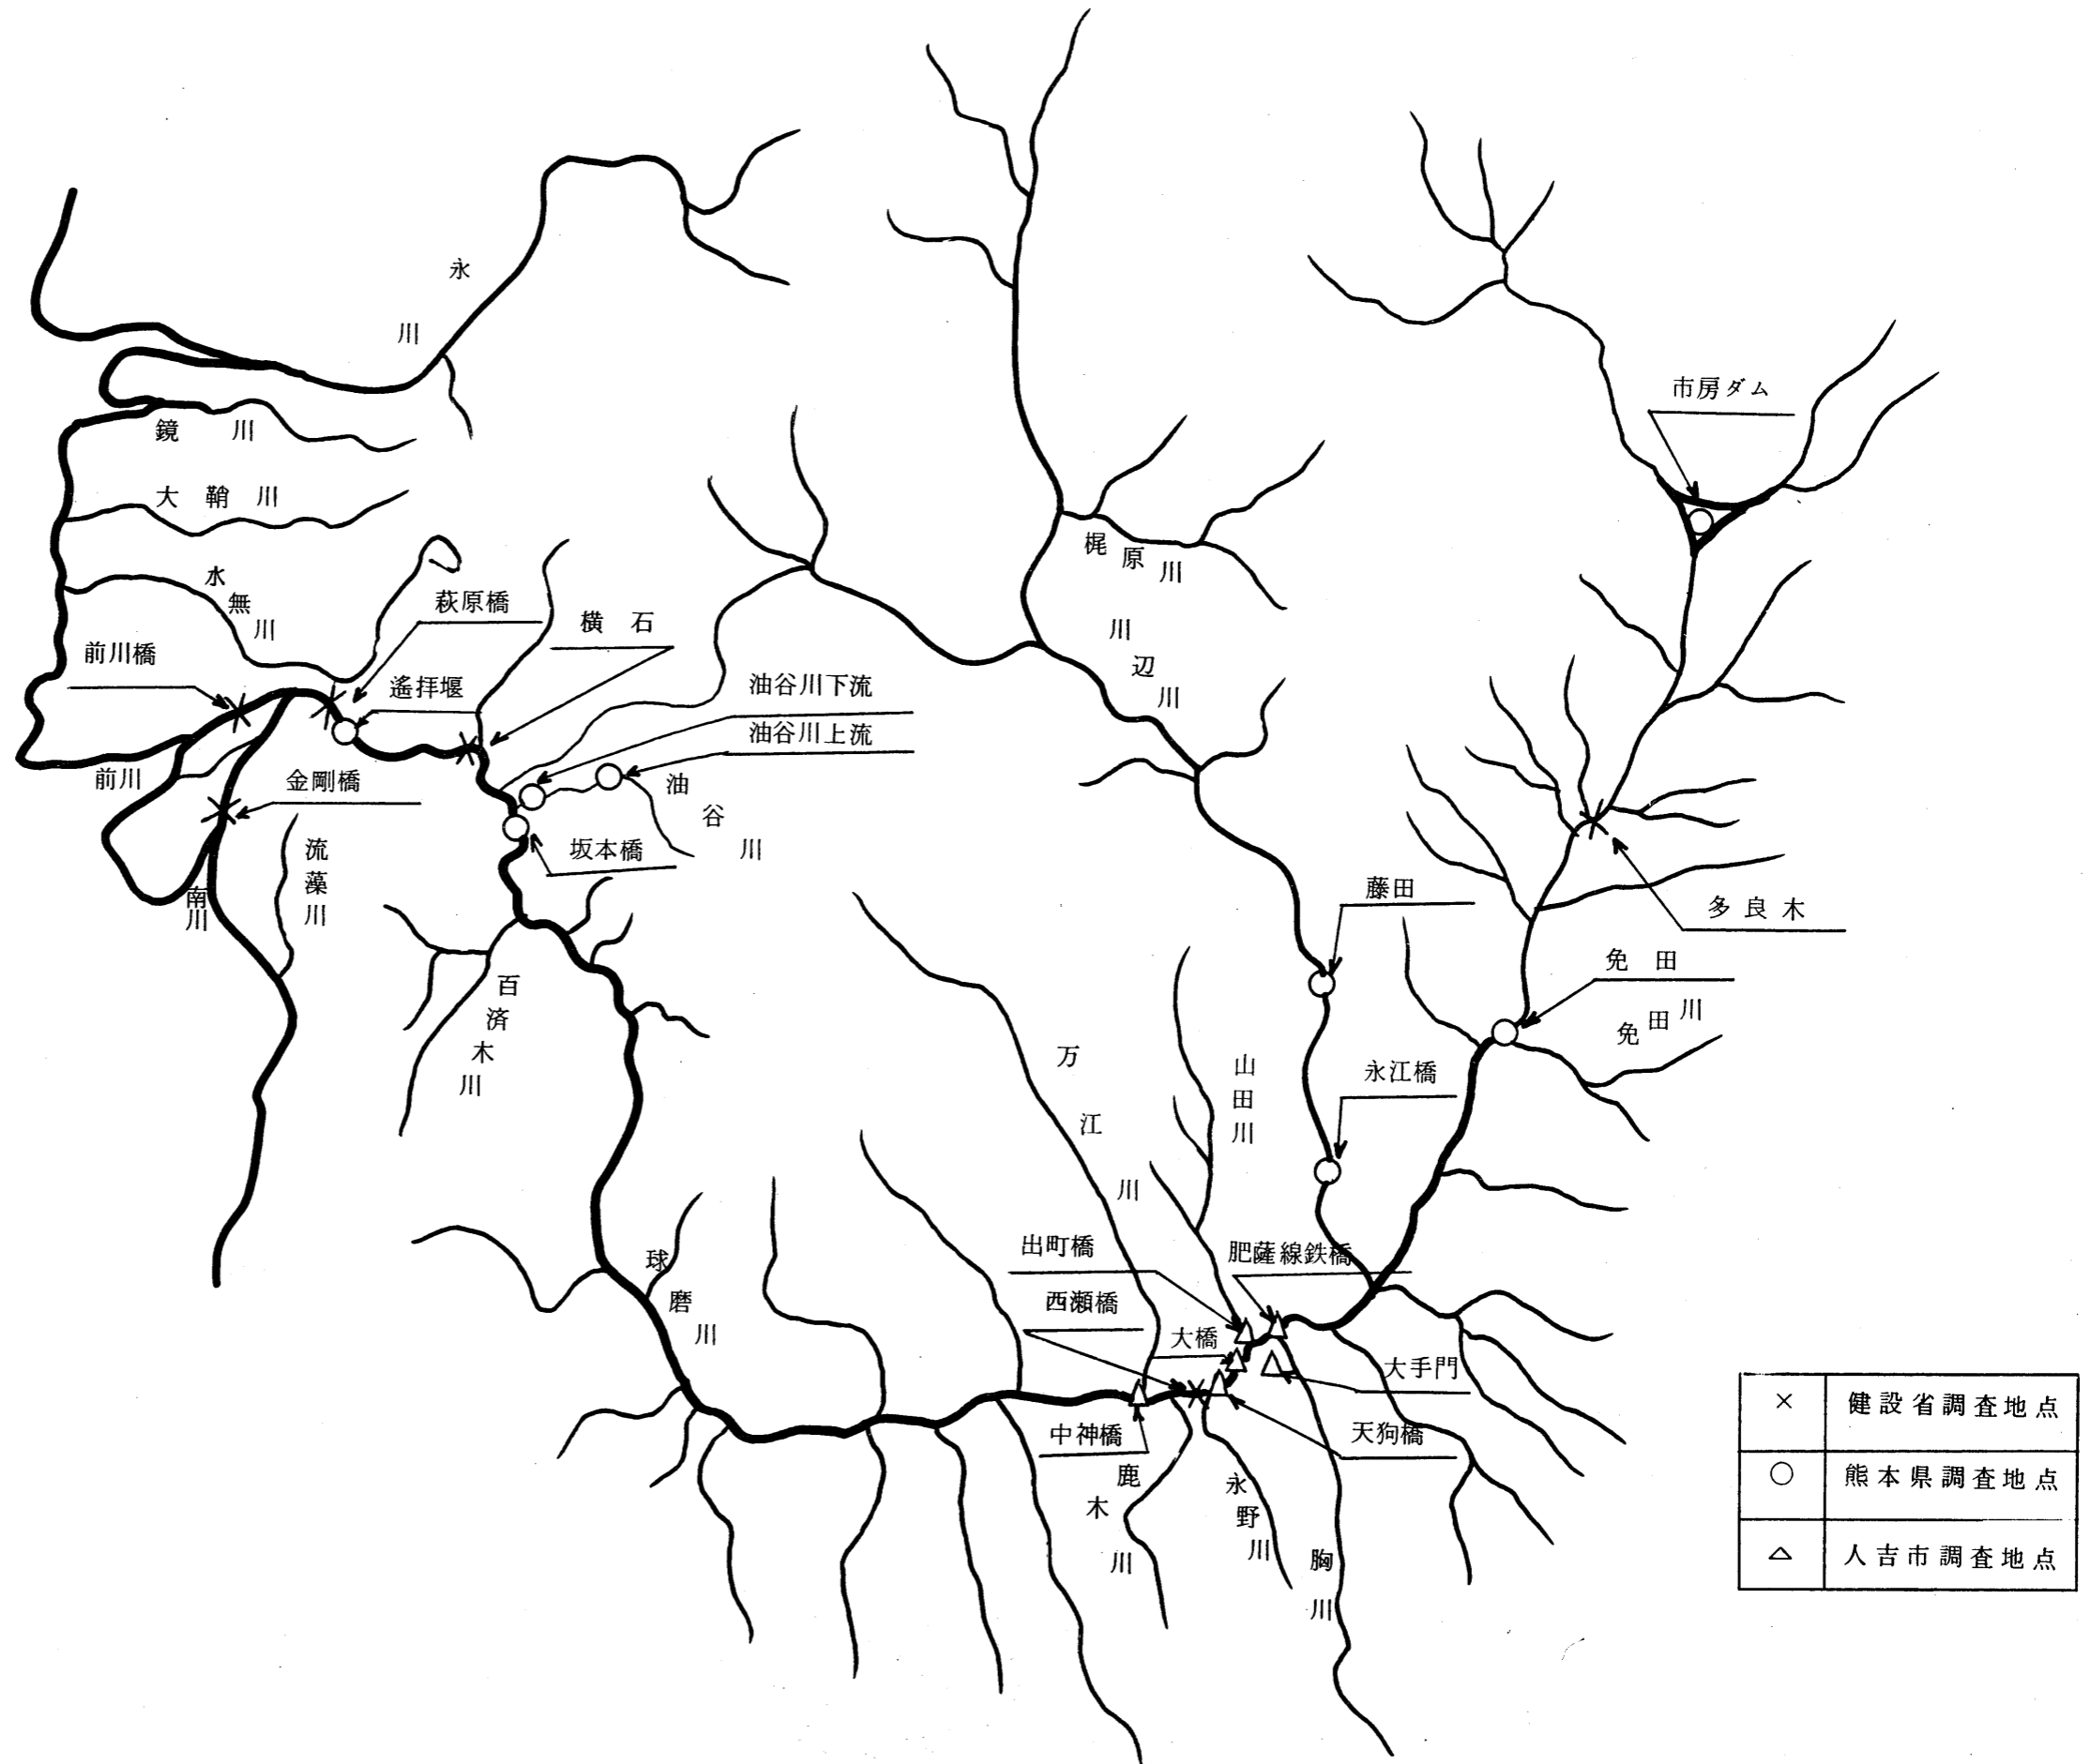 氷川
鏡川
大鞘川
水無川
萩原橋
横石
前川橋
遙拝堰
油谷川下流
油谷川上流
前川
金剛橋
油谷川
坂本橋
流藻川
南川
百済木川
球磨川
市房ダム
梶原川
川辺川
藤田
多良木
免田
免田川
永江橋
万江川
山田川
出町橋
肥薩線鉄橋
西瀬橋
大橋
大手門
中神橋
天狗橋
鹿木川
永野川
胸川
× 健設省調査地点
○ 熊本県調査地点
△ 人吉市調査地点